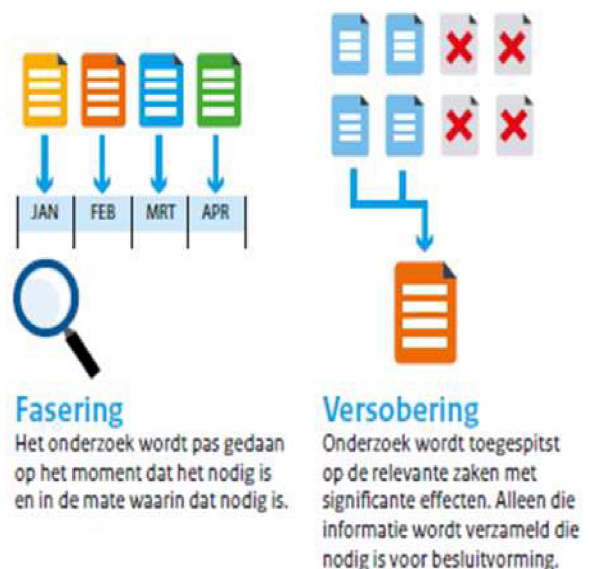 JAN FEB MRT APR
Fasering
Het onderzoek wordt pas gedaan
op het moment dat het nodig is
en in de mate waarin dat nodig is.
Versobering
Onderzoek wordt toegespitst
op de relevante zaken met
significante effecten. Alleen die
informatie wordt verzameld die
nodig is voor besluitvorming.